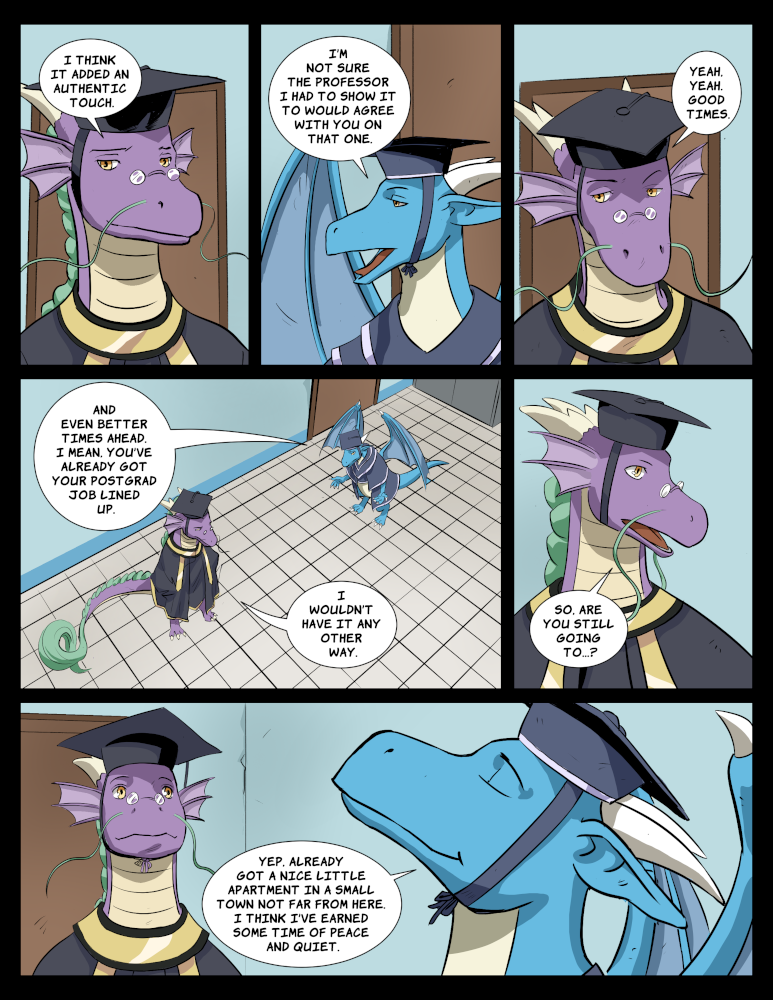 I THINK
IT ADDED AN
AUTHENTIC
TOUCH.
I'M
NOT SURE
THE PROFESSOR
I HAD TO SHOW IT
TO WOULD AGREE
WITH YOU ON
THAT ONE.
YEAH,
YEAH.
GOOD
TIMES.
AND
EVEN BETTER
TIMES AHEAD.
I MEAN, YOU'VE
ALREADY GOT
YOUR POSTGRAD
JOB LINED
UP.
I
WOULDN'T
HAVE IT ANY
OTHER
WAY.
SO, ARE
YOU STILL
GOING
TO...?
YEP, ALREADY
GOT A NICE LITTLE
APARTMENT IN A SMALL
TOWN NOT FAR FROM HERE.
I THINK I'VE EARNED
SOME TIME OF PEACE
AND QUIET.